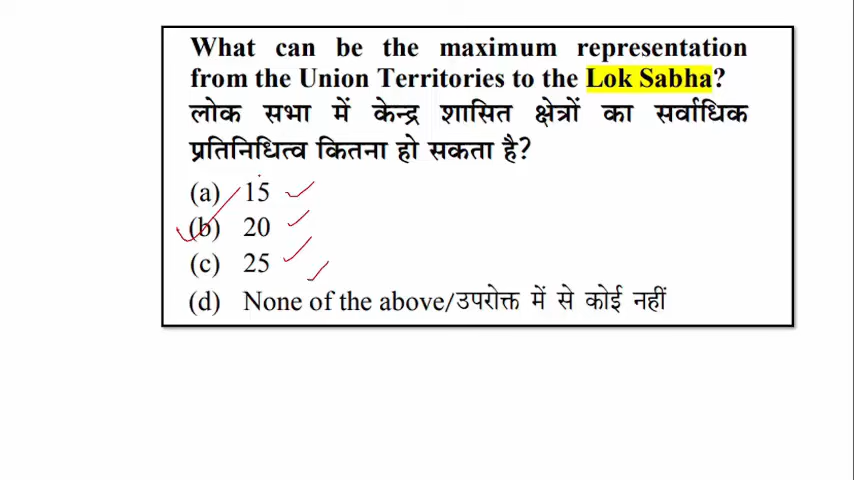 What can be the maximum representation
from the Union Territories to the Lok Sabha?
लोक सभा में केन्द्र शासित क्षेत्रों का सर्वाधिक
प्रतिनिधित्व कितना हो सकता है?
(a) 15
(b) 20
(c) 25
(d) None of the above/उपरोक्त में से कोई नहीं